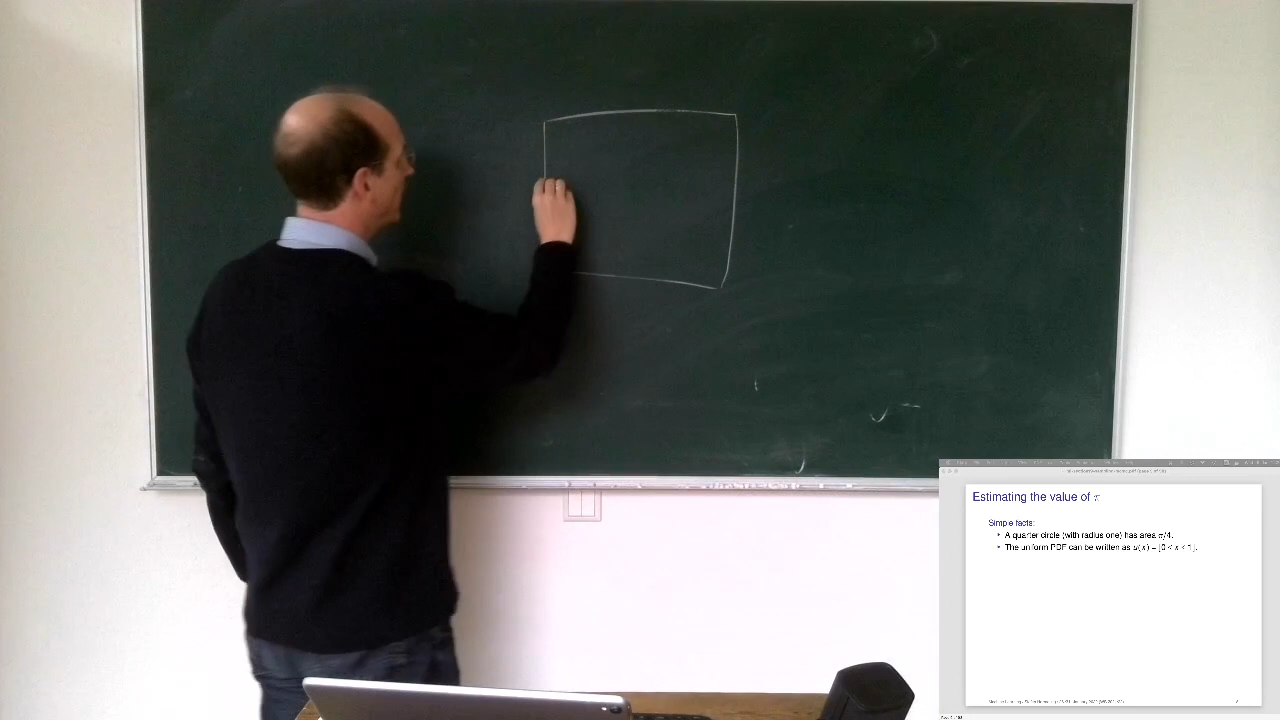 Estimating the value of π
Simple facts:
• A quarter circle (with radius one) has area π/4.
• The uniform PDF can be written as u(x) = [0 < x < 1].